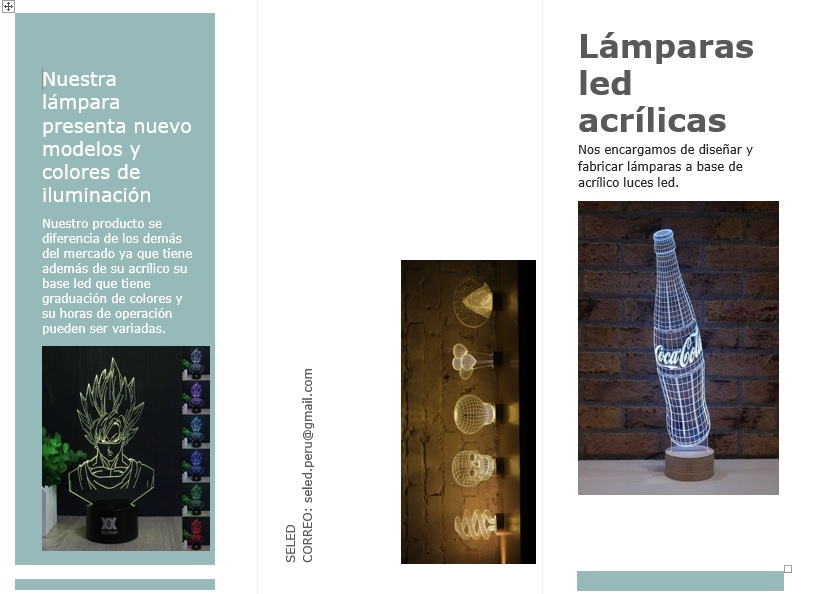 Nuestra
lámpara
presenta nuevo
modelos y
colores de
iluminación
Nuestro producto se
diferencia de los demás
del mercado ya que tiene
además de su acrílico su
base led que tiene
graduación de colores y
su horas de operación
pueden ser variadas.
SELED
CORREO: seled.peru@gmail.com
Lámparas
led
acrílicas
Nos encargamos de diseñar y
fabricar lámparas a base de
acrílico luces led.
Coca Cola